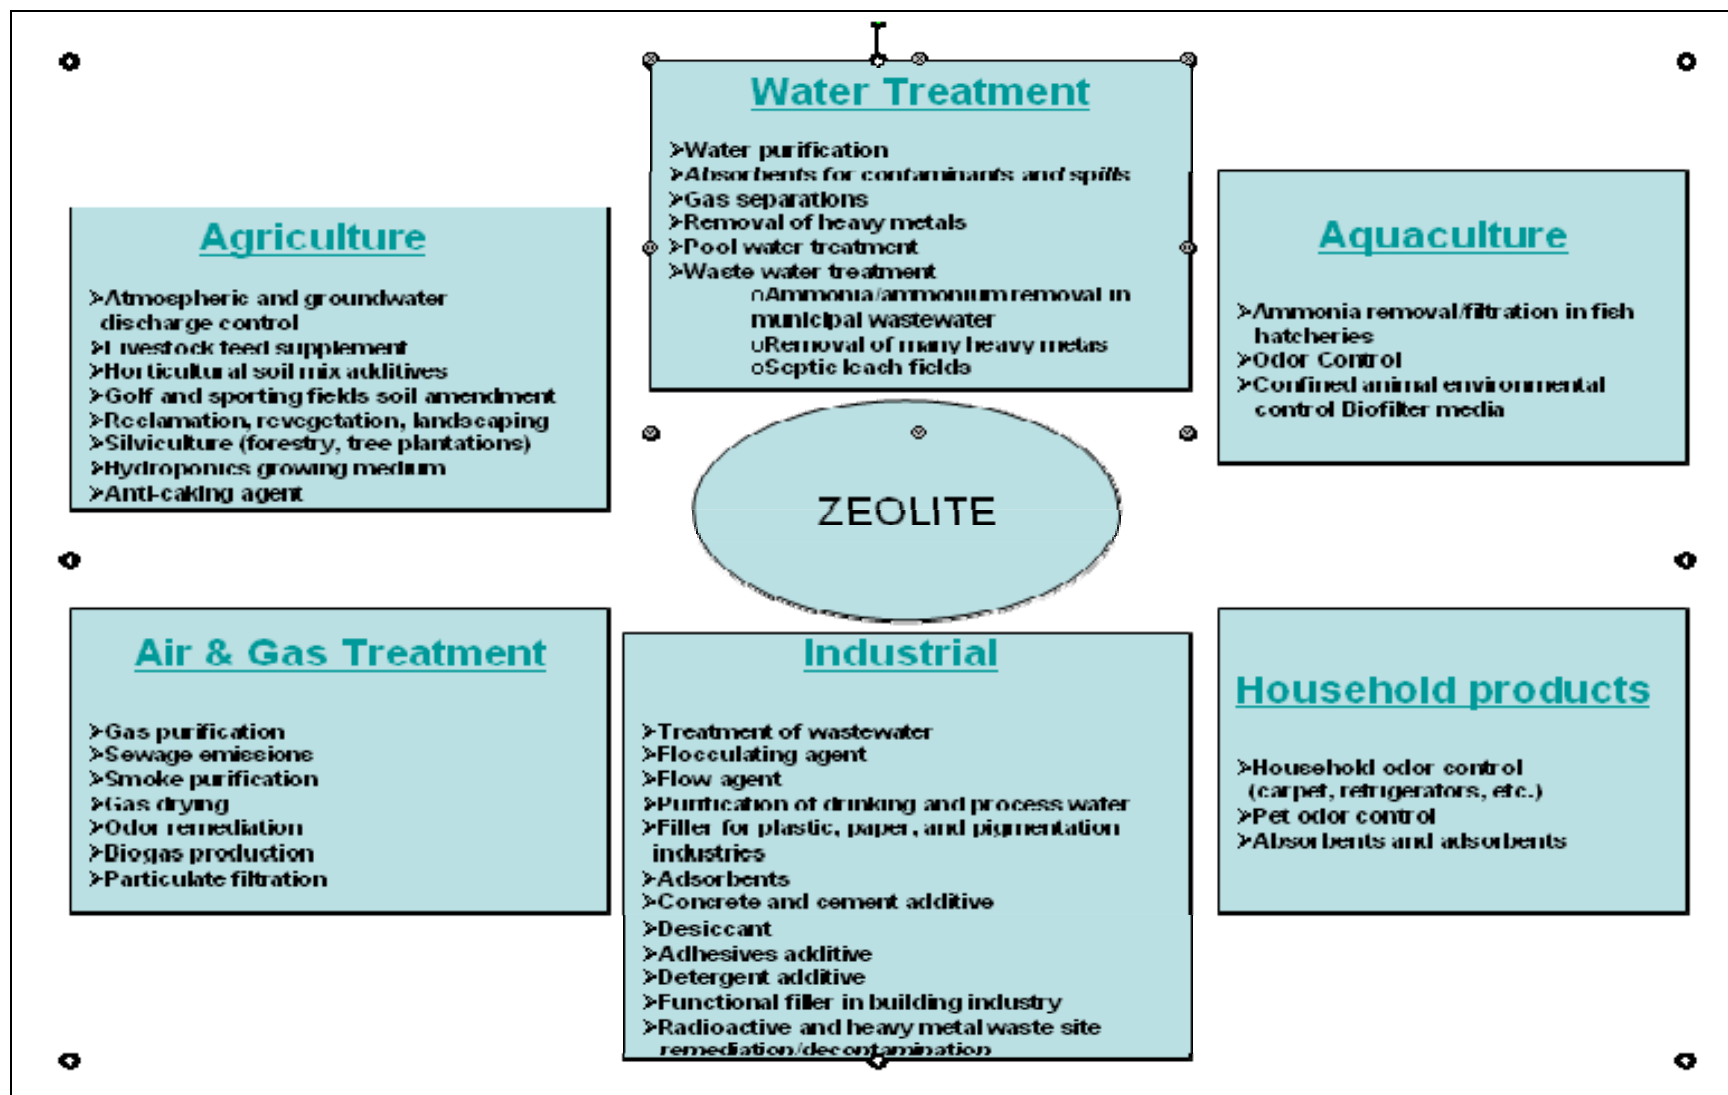 Water Treatment
➢Water purification
➢Absorbents for contaminants and spills
➢Gas separations
➢Removal of heavy metals
➢Pool water treatment
➢Waste water treatment
oAmmonia/ammonium removal in
municipal wastewater
oRemoval of many heavy metas
oSeptic leach fields
Agriculture
➢Atmospheric and groundwater
discharge control
➢Livestock feed supplement
➢Horticultural soil mix additives
➢Golf and sporting fields soil amendment
➢Reclamation, revegetation, landscaping
➢Silviculture (forestry, tree plantations)
➢Hydroponics growing medium
➢Anti-caking agent
Aquaculture
➢Ammonia removal/filtration in fish
hatcheries
➢Odor Control
➢Confined animal environmental
control Biofilter media
ZEOLITE
Air & Gas Treatment
➢Gas purification
➢Sewage emissions
➢Smoke purification
➢Gas drying
➢Odor remediation
➢Biogas production
➢Particulate filtration
Industrial
➢Treatment of wastewater
➢Flocculating agent
➢Flow agent
➢Purification of drinking and process water
➢Filler for plastic, paper, and pigmentation
industries
➢Adsorbents
➢Concrete and cement additive
➢Desiccant
➢Adhesives additive
➢Detergent additive
➢Functional filler in building industry
➢Radioactive and heavy metal waste site
remediation/decontamination
Household products
➢Household odor control
(carpet, refrigerators, etc.)
➢Pet odor control
➢Absorbents and adsorbents